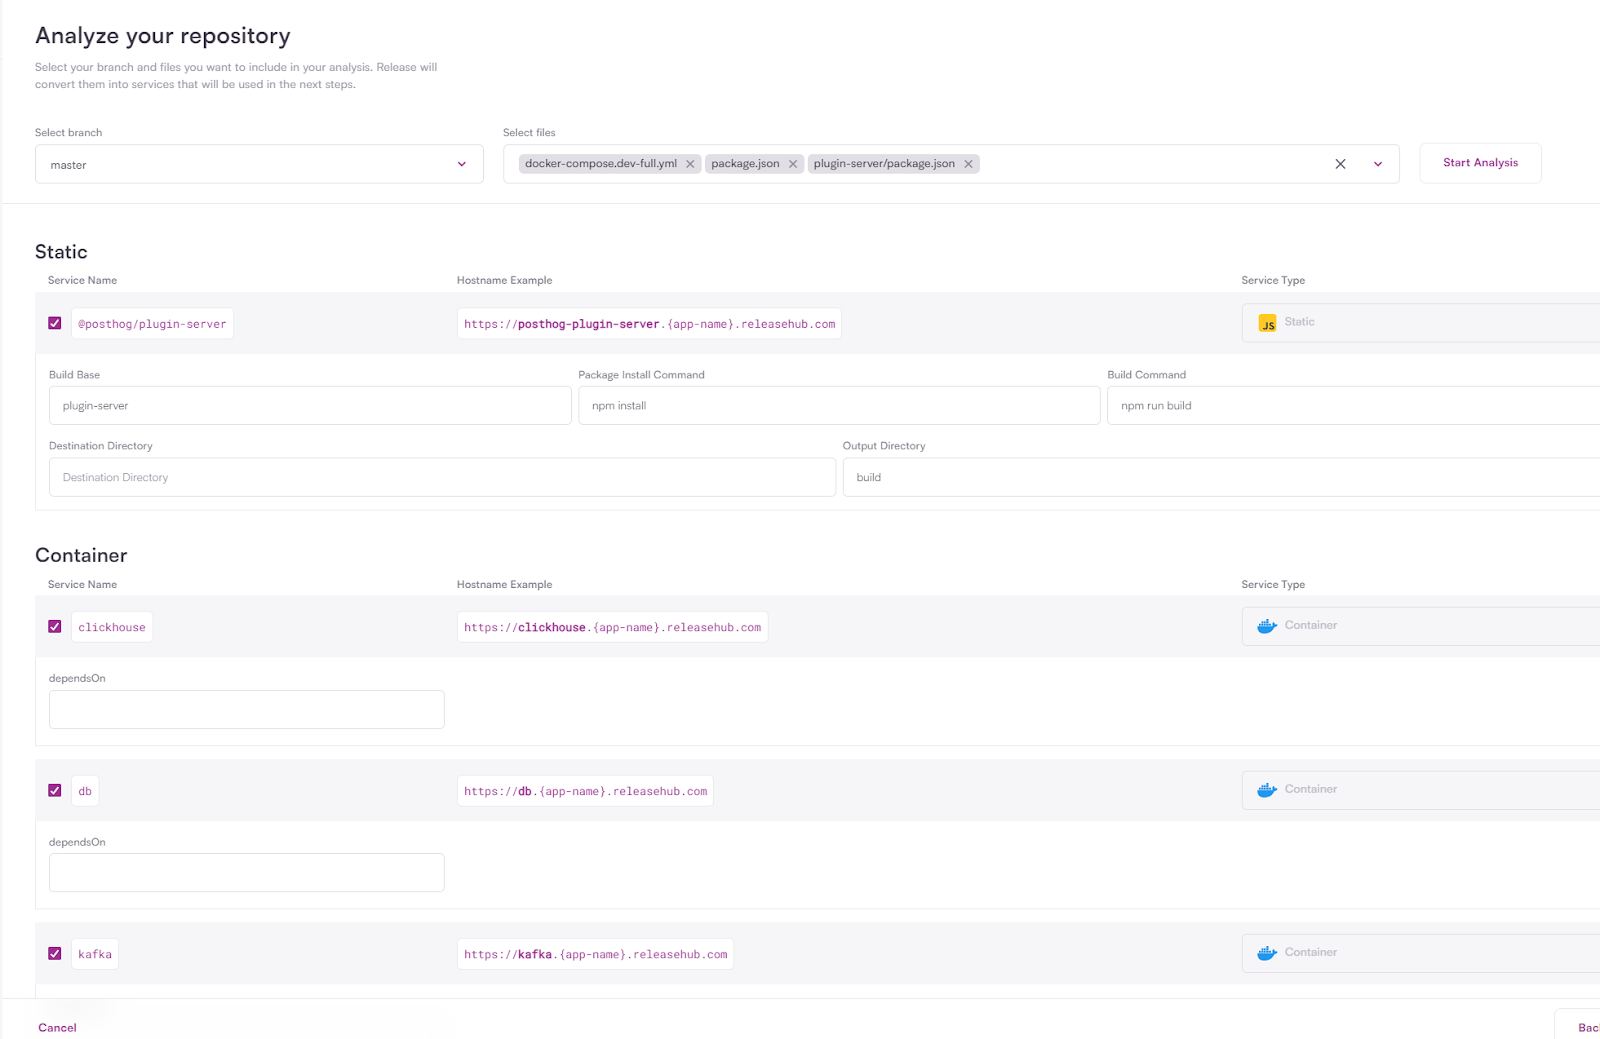 Analyze your repository
Select your branch and files you want to include in your analysis. Release will
convert them into services that will be used in the next steps.
Select branch
Select files
master
docker-compose.dev-full.yml
package.json
plugin-server/package.json
Start Analysis
Static
Service Name
Hostname Example
Service Type
@posthog/plugin-server
https://posthog-plugin-server.{app-name}.releasehub.com
JS
Static
Build Base
Package Install Command
Build Command
plugin-server
npm install
npm run build
Destination Directory
Output Directory
Destination Directory
build
Container
Service Name
Hostname Example
Service Type
clickhouse
https://clickhouse.{app-name}.releasehub.com
Container
dependsOn
db
https://db.{app-name}.releasehub.com
Container
dependsOn
kafka
https://kafka.{app-name}.releasehub.com
Container
Cancel